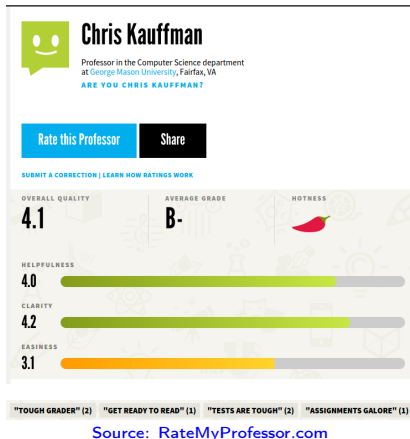 Chris Kauffman
Professor in the Computer Science department
at George Mason University, Fairfax, VA
ARE YOU CHRIS KAUFFMAN?
Rate this Professor
Share
SUBMIT A CORRECTION | LEARN HOW RATINGS WORK
OVERALL QUALITY
4.1
AVERAGE GRADE
B-
HOTNESS
HELPFULNESS
4.0
CLARITY
4.2
EASINESS
3.1
"TOUGH GRADER" (2) "GET READY TO READ" (1) "TESTS ARE TOUGH" (2) "ASSIGNMENTS GALORE" (1)
Source: RateMyProfessor.com